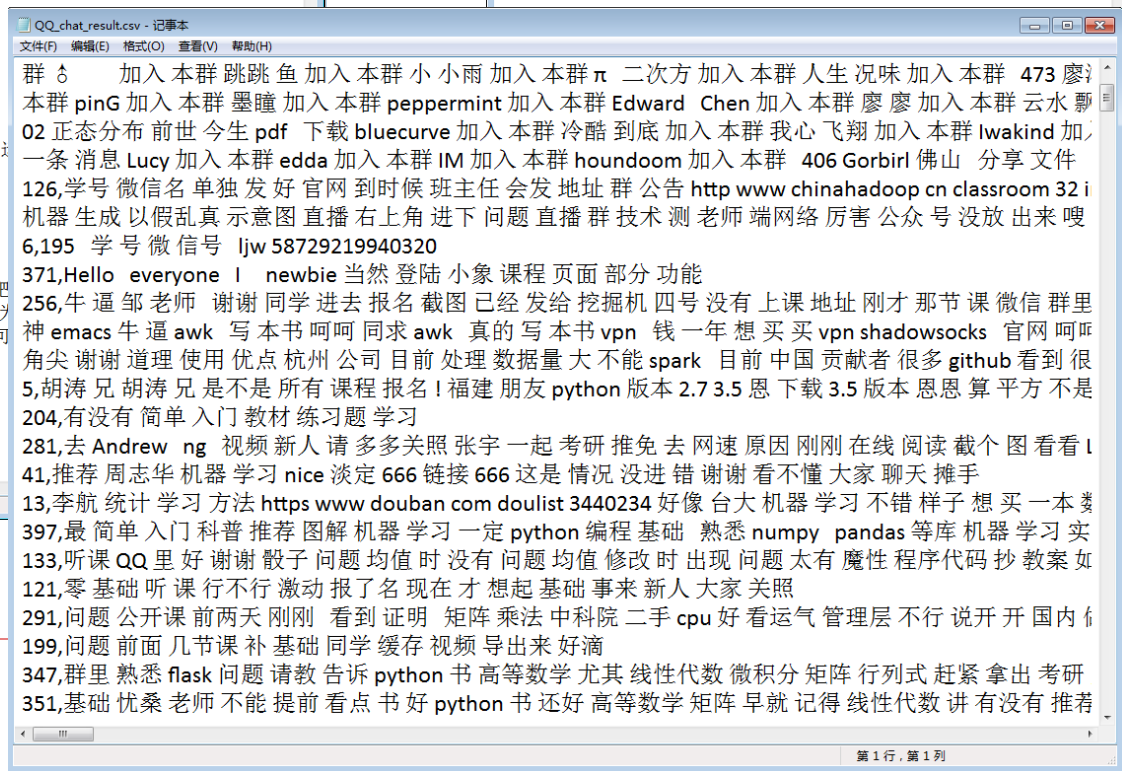 QQ_chat_result.csv - 记事本
文件(F) 编辑(E) 格式(O) 查看(V) 帮助(H)
群 ♂ 加入 本群 跳跳 鱼 加入 本群 小 小雨 加入 本群 π 二次方 加入 本群 人生 况味 加入 本群 473 廖
本群 pinG 加入 本群 墨瞳 加入 本群 peppermint 加入 本群 Edward Chen 加入 本群 廖 廖 加入 本群 云水 飘
02 正态分布 前世 今生 pdf 下载 bluecurve 加入 本群 冷酷 到底 加入 本群 我心 飞翔 加入 本群 lwakind 加
一条 消息 Lucy 加入 本群 edda 加入 本群 IM 加入 本群 houndoom 加入 本群 406 Gorbirl 佛山 分享 文件
126,学号 微信名 单独 发 好 官网 到时候 班主任 会发 地址 群 公告 http www chinahadoop cn classroom 32 i
机器 生成 以假乱真 示意图 直播 右上角 进下 问题 直播 群 技术 测 老师 端网络 厉害 公众 号 没放 出来 嗖
6,195 学 号 微 信号 ljw 58729219940320
371,Hello everyone I newbie 当然 登陆 小象 课程 页面 部分 功能
256,牛 逼 邹 老师 谢谢 同学 进去 报名 截图 已经 发给 挖掘机 四号 没有 上课 地址 刚才 那节 课 微信 群里
神 emacs 牛 逼 awk 写 本书 呵呵 同求 awk 真的 写 本书 vpn 钱 一年 想 买 买 vpn shadowsocks 官网 呵
角尖 谢谢 道理 使用 优点 杭州 公司 目前 处理 数据量 大 不能 spark 目前 中国 贡献者 很多 github 看到 很
5,胡涛 兄 胡涛 兄 是不是 所有 课程 报名 ! 福建 朋友 python 版本 2.7 3.5 恩 下载 3.5 版本 恩恩 算 平方 不是
204,有没有 简单 入门 教材 练习题 学习
281,去 Andrew ng 视频 新人 请 多多关照 张宇 一起 考研 推免 去 网速 原因 刚刚 在线 阅读 截个 图 看看
41,推荐 周志华 机器 学习 nice 淡定 666 链接 666 这是 情况 没进 错 谢谢 看不懂 大家 聊天 摊手
13,李航 统计 学习 方法 https www douban com doulist 3440234 好像 台大 机器 学习 不错 样子 想 买 一本
397,最 简单 入门 科普 推荐 图解 机器 学习 一定 python 编程 基础 熟悉 numpy pandas 等库 机器 学习 实
133,听课 QQ 里 好 谢谢 骰子 问题 均值 时 没有 问题 均值 修改 时 出现 问题 太有 魔性 程序代码 抄 教案 如
121,零 基础 听 课 行不行 激动 报了 名 现在 才 想起 基础 事来 新人 大家 关照
291,问题 公开课 前两天 刚刚 看到 证明 矩阵 乘法 中科院 二手 cpu 好 看运气 管理层 不行 说开 开 国内
199,问题 前面 几节课 补 基础 同学 缓存 视频 导出来 好滴
347,群里 熟悉 flask 问题 请教 告诉 python 书 高等数学 尤其 线性代数 微积分 矩阵 行列式 赶紧 拿出 考研
351,基础 忧桑 老师 不能 提前 看点 书 好 python 书 还好 高等数学 矩阵 早就 记得 线性代数 讲 有没有 推荐
第 1 行，第 1 列